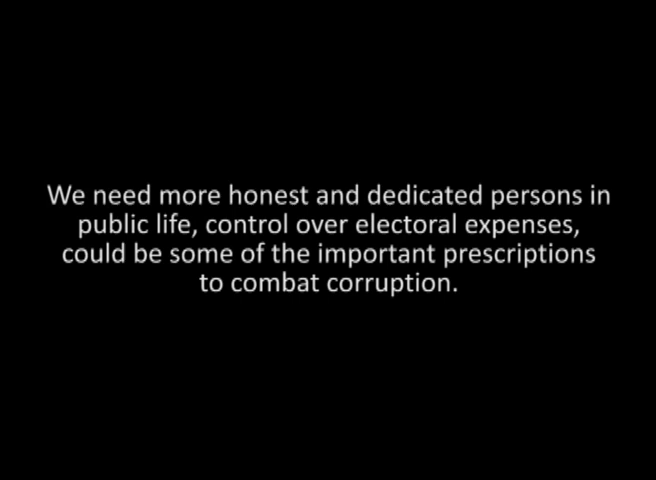 We need more honest and dedicated persons in
public life, control over electoral expenses,
could be some of the important prescriptions
to combat corruption.